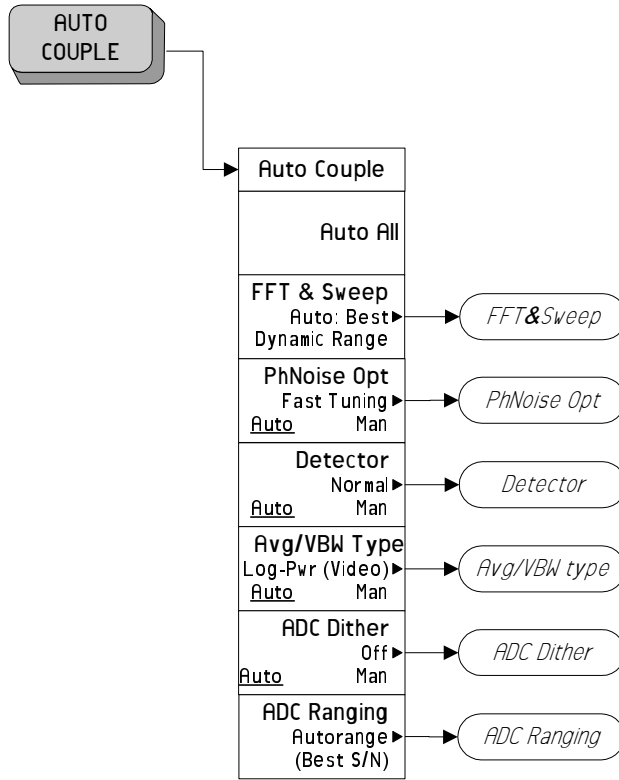 AUTO
COUPLE
Auto Couple
Auto All
FFT & Sweep
Auto: Best
Dynamic Range
FFT&Sweep
PhNoise Opt
Fast Tuning
Auto Man
PhNoise Opt
Detector
Normal
Auto Man
Detector
Avg/VBW Type
Log-Pwr (Video)
Auto Man
Avg/VBW type
ADC Dither
Off
Auto Man
ADC Dither
ADC Ranging
Autorange
(Best S/N)
ADC Ranging